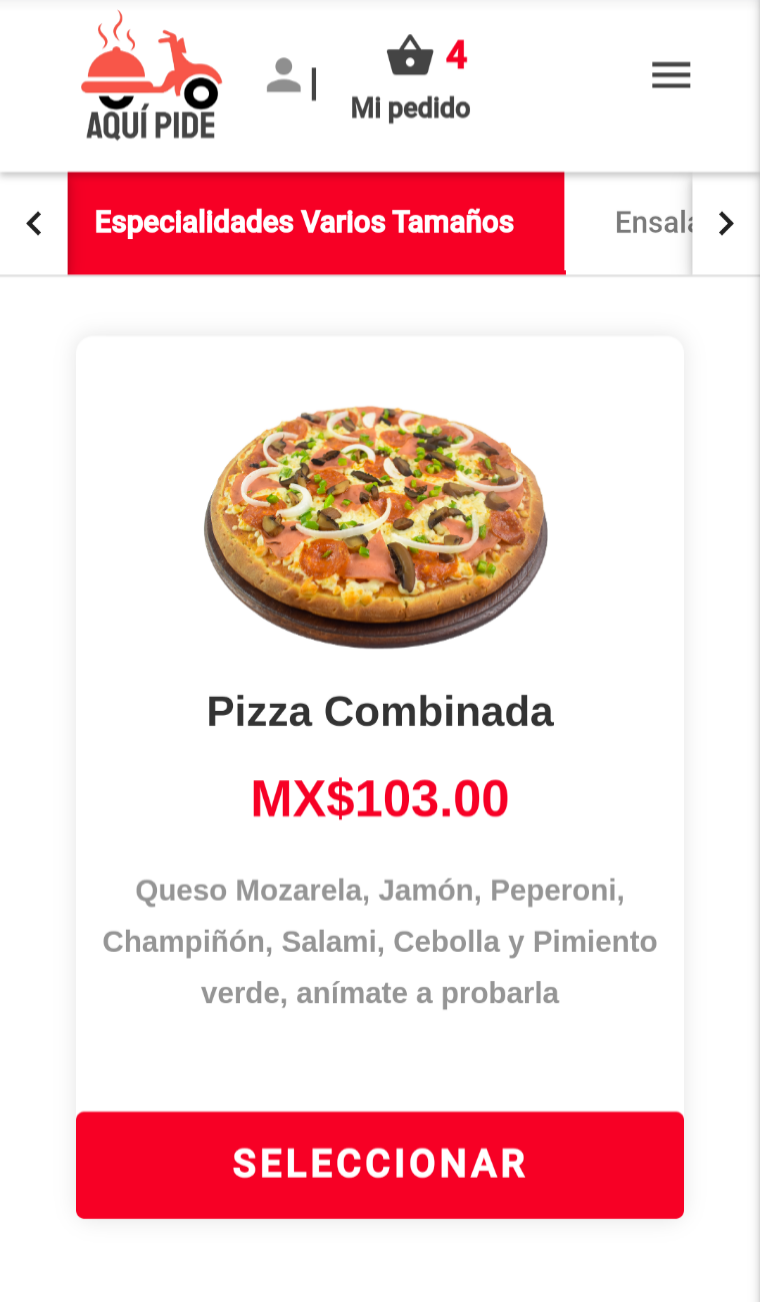 AQUÍ PIDE
|
4
Mi pedido
Especialidades Varios Tamaños
Ensala
Pizza Combinada
MX$103.00
Queso Mozarela, Jamón, Peperoni,
Champiñón, Salami, Cebolla y Pimiento
verde, anímate a probarla
SELECCIONAR